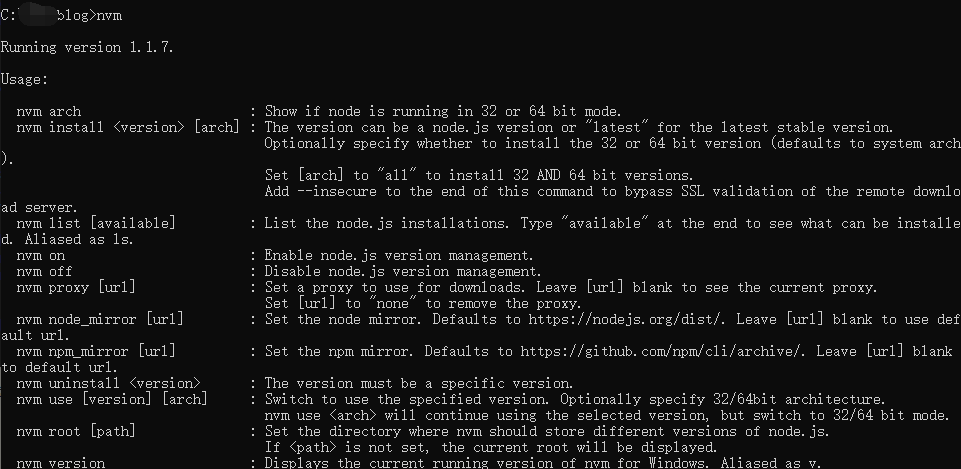 C:\ blog>nvm
Running version 1.1.7.
Usage:
nvm arch : Show if node is running in 32 or 64 bit mode.
nvm install <version> [arch] : The version can be a node.js version or "latest" for the latest stable version.
Optionally specify whether to install the 32 or 64 bit version (defaults to system arch
).
Set [arch] to "all" to install 32 AND 64 bit versions.
Add --insecure to the end of this command to bypass SSL validation of the remote downlo
ad server.
nvm list [available] : List the node.js installations. Type "available" at the end to see what can be installe
d. Aliased as ls.
nvm on : Enable node.js version management.
nvm off : Disable node.js version management.
nvm proxy [url] : Set a proxy to use for downloads. Leave [url] blank to see the current proxy.
Set [url] to "none" to remove the proxy.
nvm node_mirror [url] : Set the node mirror. Defaults to https://nodejs.org/dist/. Leave [url] blank to use def
ault url.
nvm npm_mirror [url] : Set the npm mirror. Defaults to https://github.com/npm/cli/archive/. Leave [url] blank
to default url.
nvm uninstall <version> : The version must be a specific version.
nvm use [version] [arch] : Switch to use the specified version. Optionally specify 32/64bit architecture.
nvm use <arch> will continue using the selected version, but switch to 32/64 bit mode.
nvm root [path] : Set the directory where nvm should store different versions of node.js.
If <path> is not set, the current root will be displayed.
nvm version : Displays the current running version of nvm for Windows. Aliased as v.